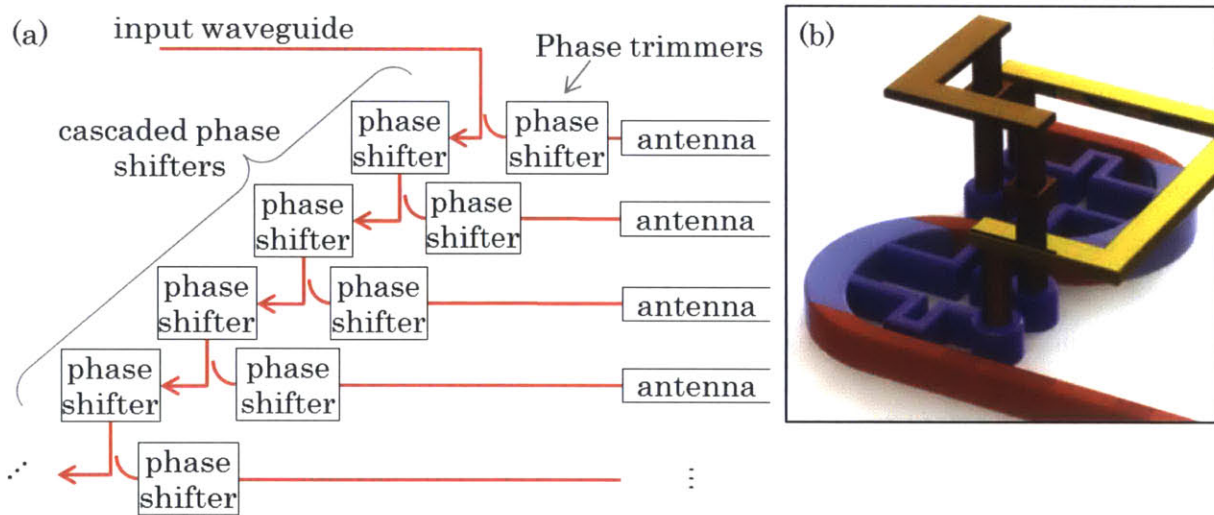 (a)
input waveguide
Phase trimmers
cascaded phase
shifters
phase
shifter
phase
shifter
antenna
phase
shifter
phase
shifter
antenna
phase
shifter
phase
shifter
antenna
phase
shifter
phase
shifter
antenna
phase
shifter
(b)